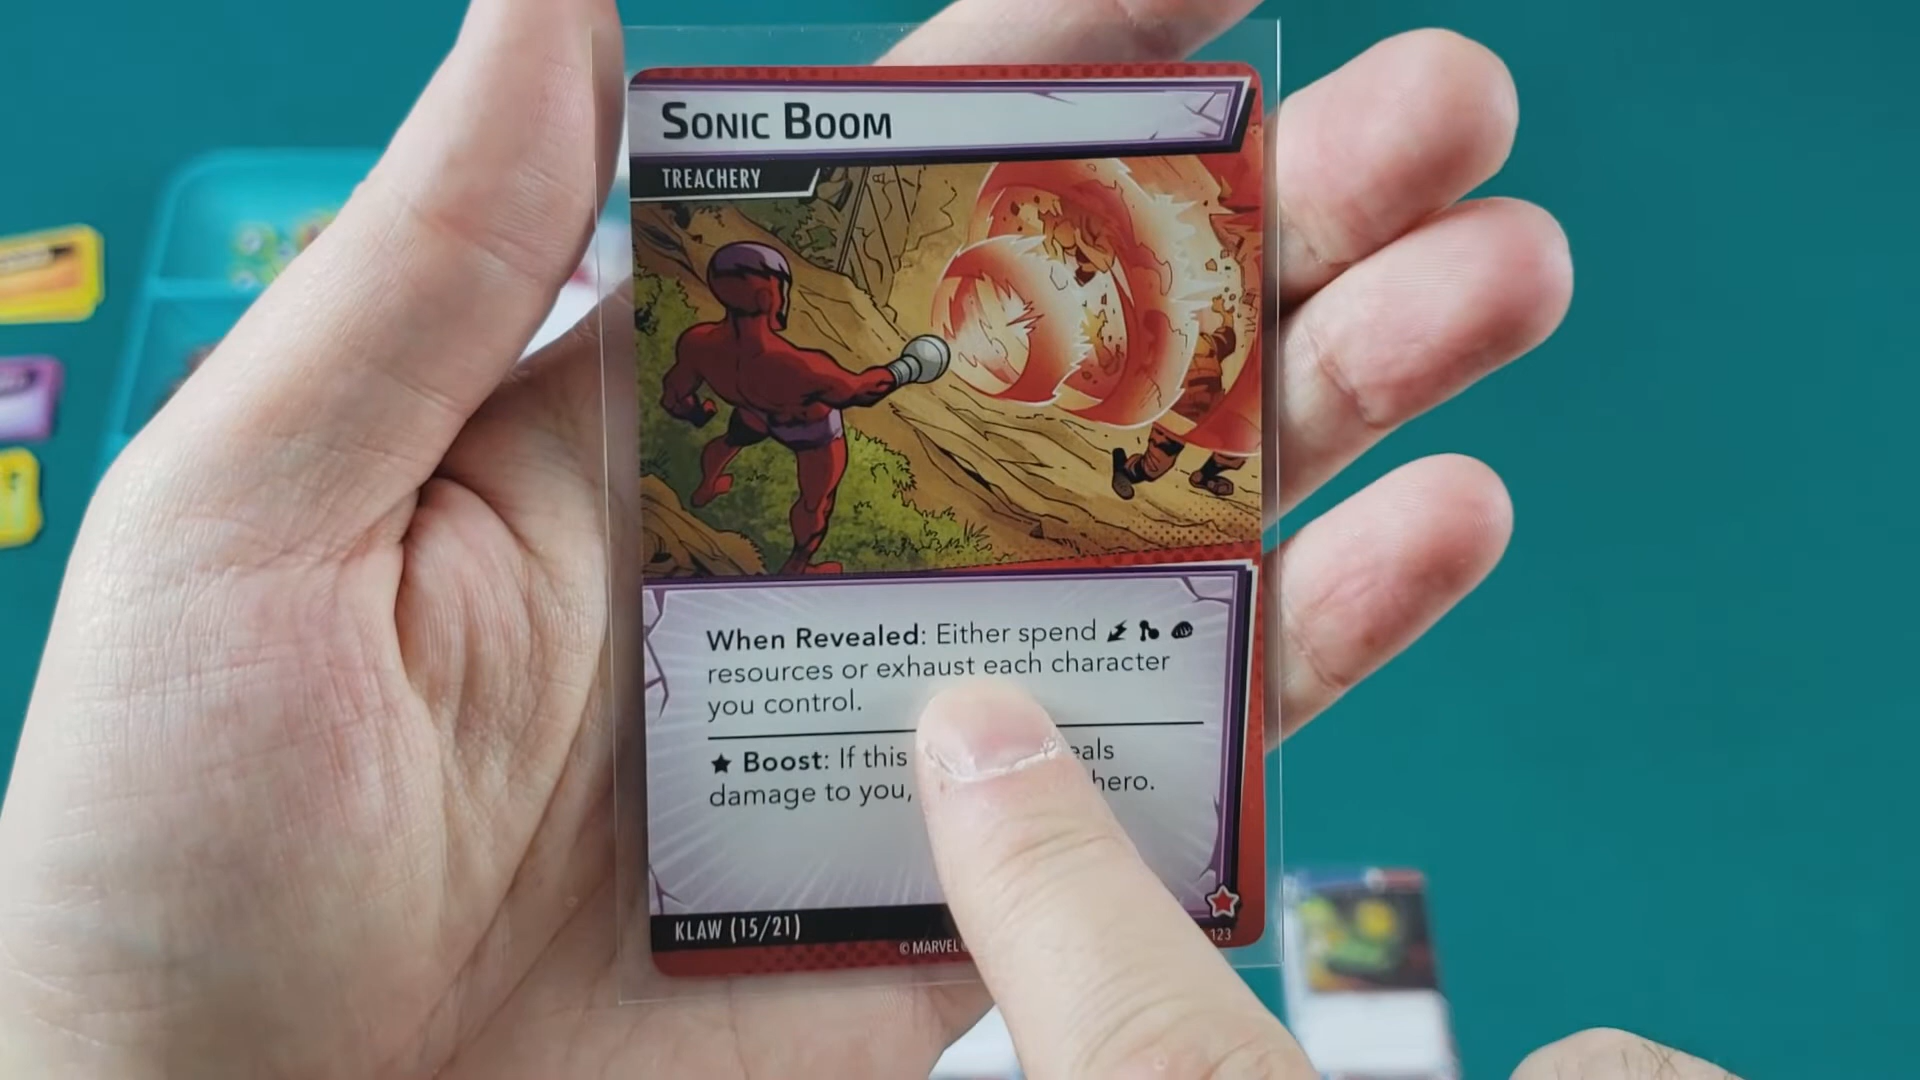 SONIC BOOM
TREACHERY
When Revealed: Either spend
resources or exhaust each character
you control.
Boost: If this
damage to you, hero.
KLAW (15/21)
© MARVEL
123